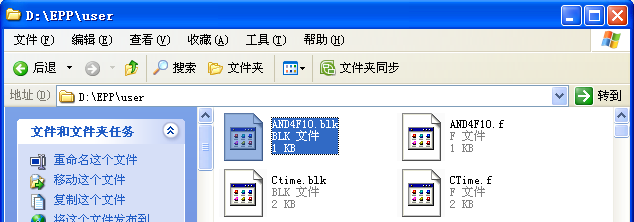 D:\EPP\user
文件(F) 编辑(E) 查看(V) 收藏(A) 工具(T) 帮助(H)
后退 搜索 文件夹 文件夹同步
地址(D) D:\EPP\user 转到
文件和文件夹任务
重命名这个文件
移动这个文件
复制这个文件
将这个文件发布到
AND4F10.blk
BLK 文件
1 KB
AND4F10.f
F 文件
1 KB
Ctime.blk
BLK 文件
2 KB
CTime.f
F 文件
2 KB